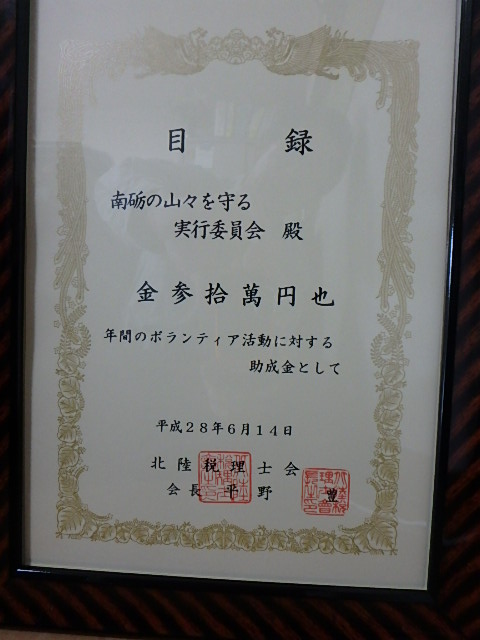 目録
南砺の山々を守る
実行委員会 殿
金参拾萬円也
年間のボランティア活動に対する
助成金として
平成28年6月14日
北陸税理士会
会長 平野 豊